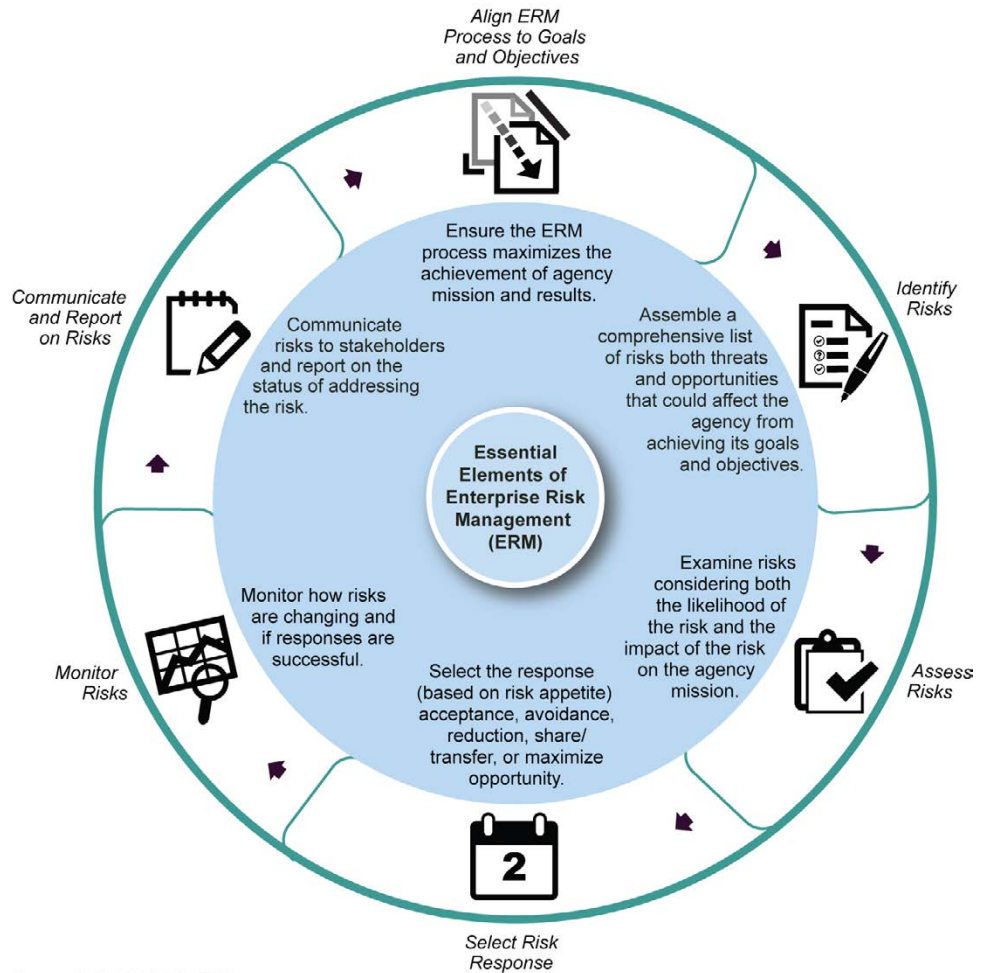 Align ERM
Process to Goals
and Objectives
Ensure the ERM
process maximizes the
achievement of agency
mission and results.
Identify
Risks
Assemble a
comprehensive list
of risks both threats
and opportunities
that could affect the
agency from
achieving its goals
and objectives.
Assess
Risks
Examine risks
considering both
the likelihood of
the risk and the
impact of the risk
on the agency
mission.
Select the response
(based on risk appetite)
acceptance, avoidance,
reduction, share/
transfer, or maximize
opportunity.
2
Select Risk
Response
Monitor
Risks
Monitor how risks
are changing and
if responses are
successful.
Communicate
and Report
on Risks
Communicate
risks to stakeholders
and report on the
status of addressing
the risk.
Essential
Elements of
Enterprise Risk
Management
(ERM)